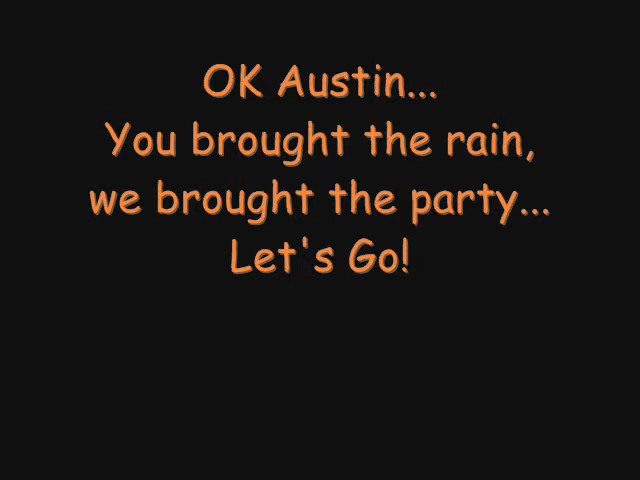 OK Austin...
You brought the rain,
we brought the party...
Let's Go!